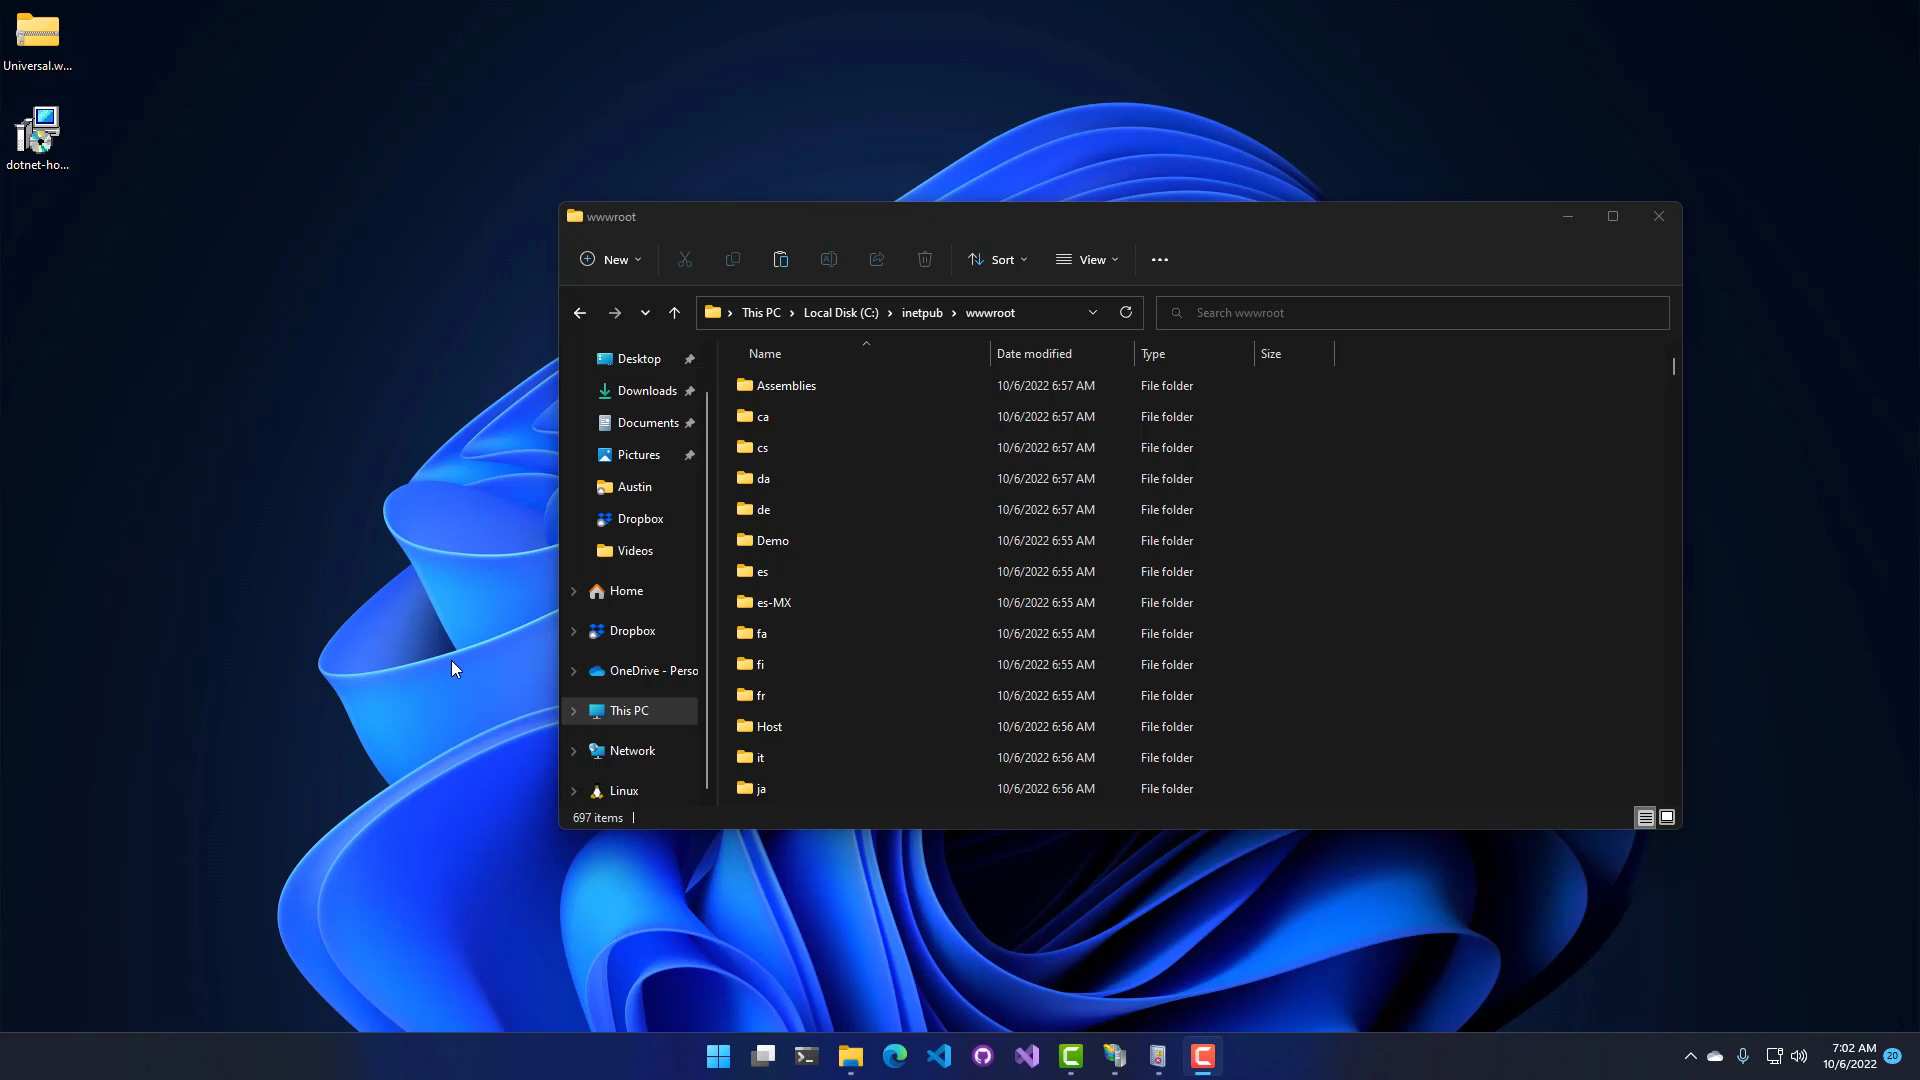 Universal.w...
dotnet-ho...
wwwroot
New
Sort
View
This PC
Local Disk (C:)
inetpub
wwwroot
Search wwwroot
Desktop
Downloads
Documents
Pictures
Austin
Dropbox
Videos
Home
Dropbox
OneDrive - Perso
This PC
Network
Linux
Name Date modified Type Size
Assemblies 10/6/2022 6:57 AM File folder
ca 10/6/2022 6:57 AM File folder
cs 10/6/2022 6:57 AM File folder
da 10/6/2022 6:57 AM File folder
de 10/6/2022 6:57 AM File folder
Demo 10/6/2022 6:55 AM File folder
es 10/6/2022 6:55 AM File folder
es-MX 10/6/2022 6:55 AM File folder
fa 10/6/2022 6:55 AM File folder
fi 10/6/2022 6:55 AM File folder
fr 10/6/2022 6:55 AM File folder
Host 10/6/2022 6:56 AM File folder
it 10/6/2022 6:56 AM File folder
ja 10/6/2022 6:56 AM File folder
697 items
7:02 AM
10/6/2022
20